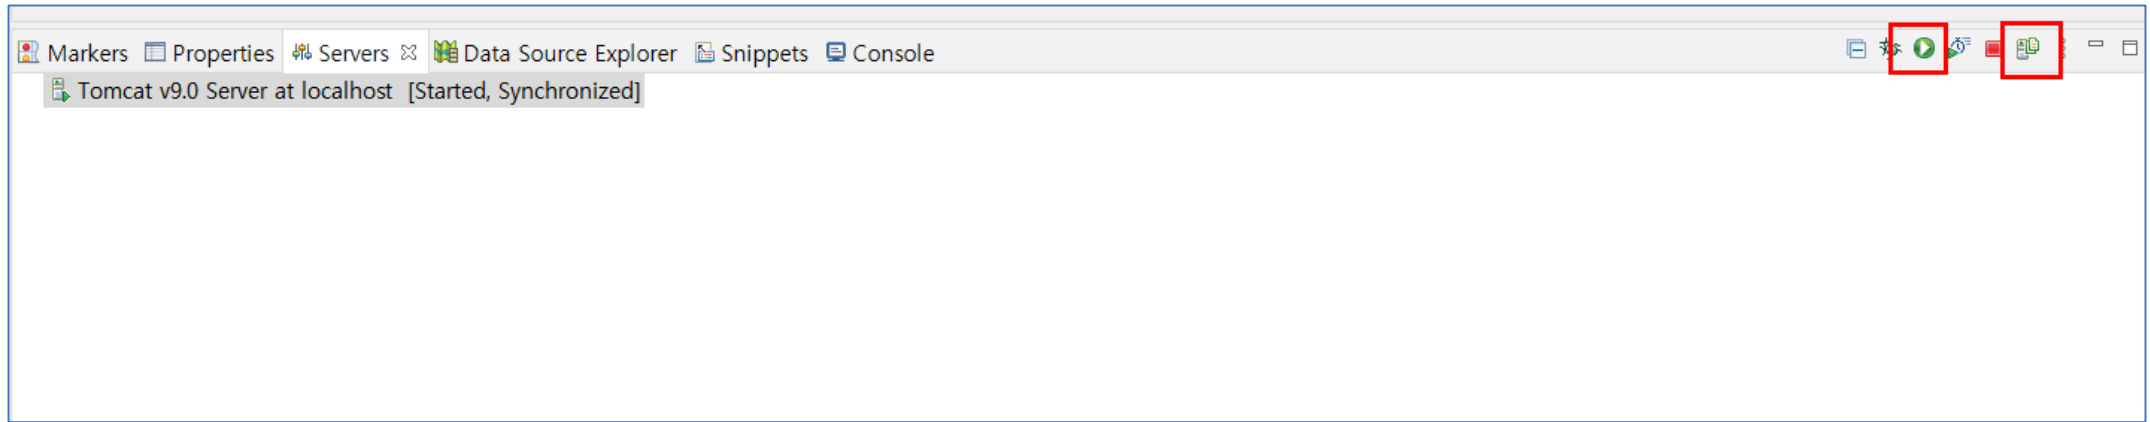 Markers Properties Servers Data Source Explorer Snippets Console
Tomcat v9.0 Server at localhost [Started, Synchronized]